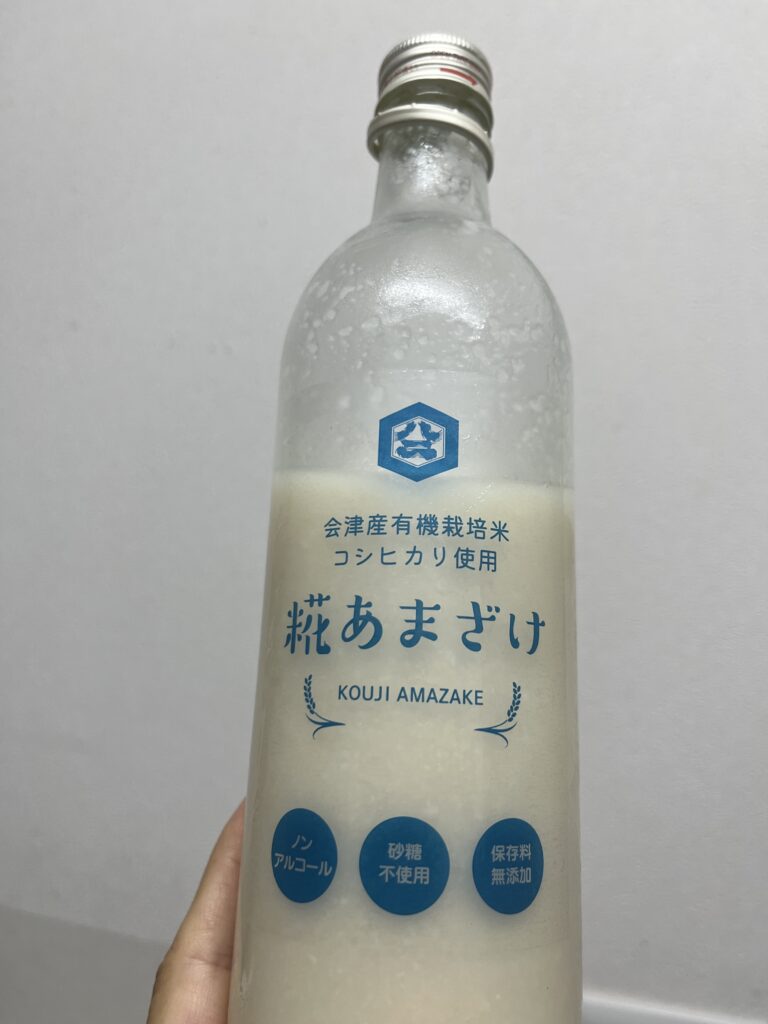 会津産有機栽培米
コシヒカリ使用
糀あまざけ
KOUJI AMAZAKE
ノン
アルコール
砂糖
不使用
保存料
無添加